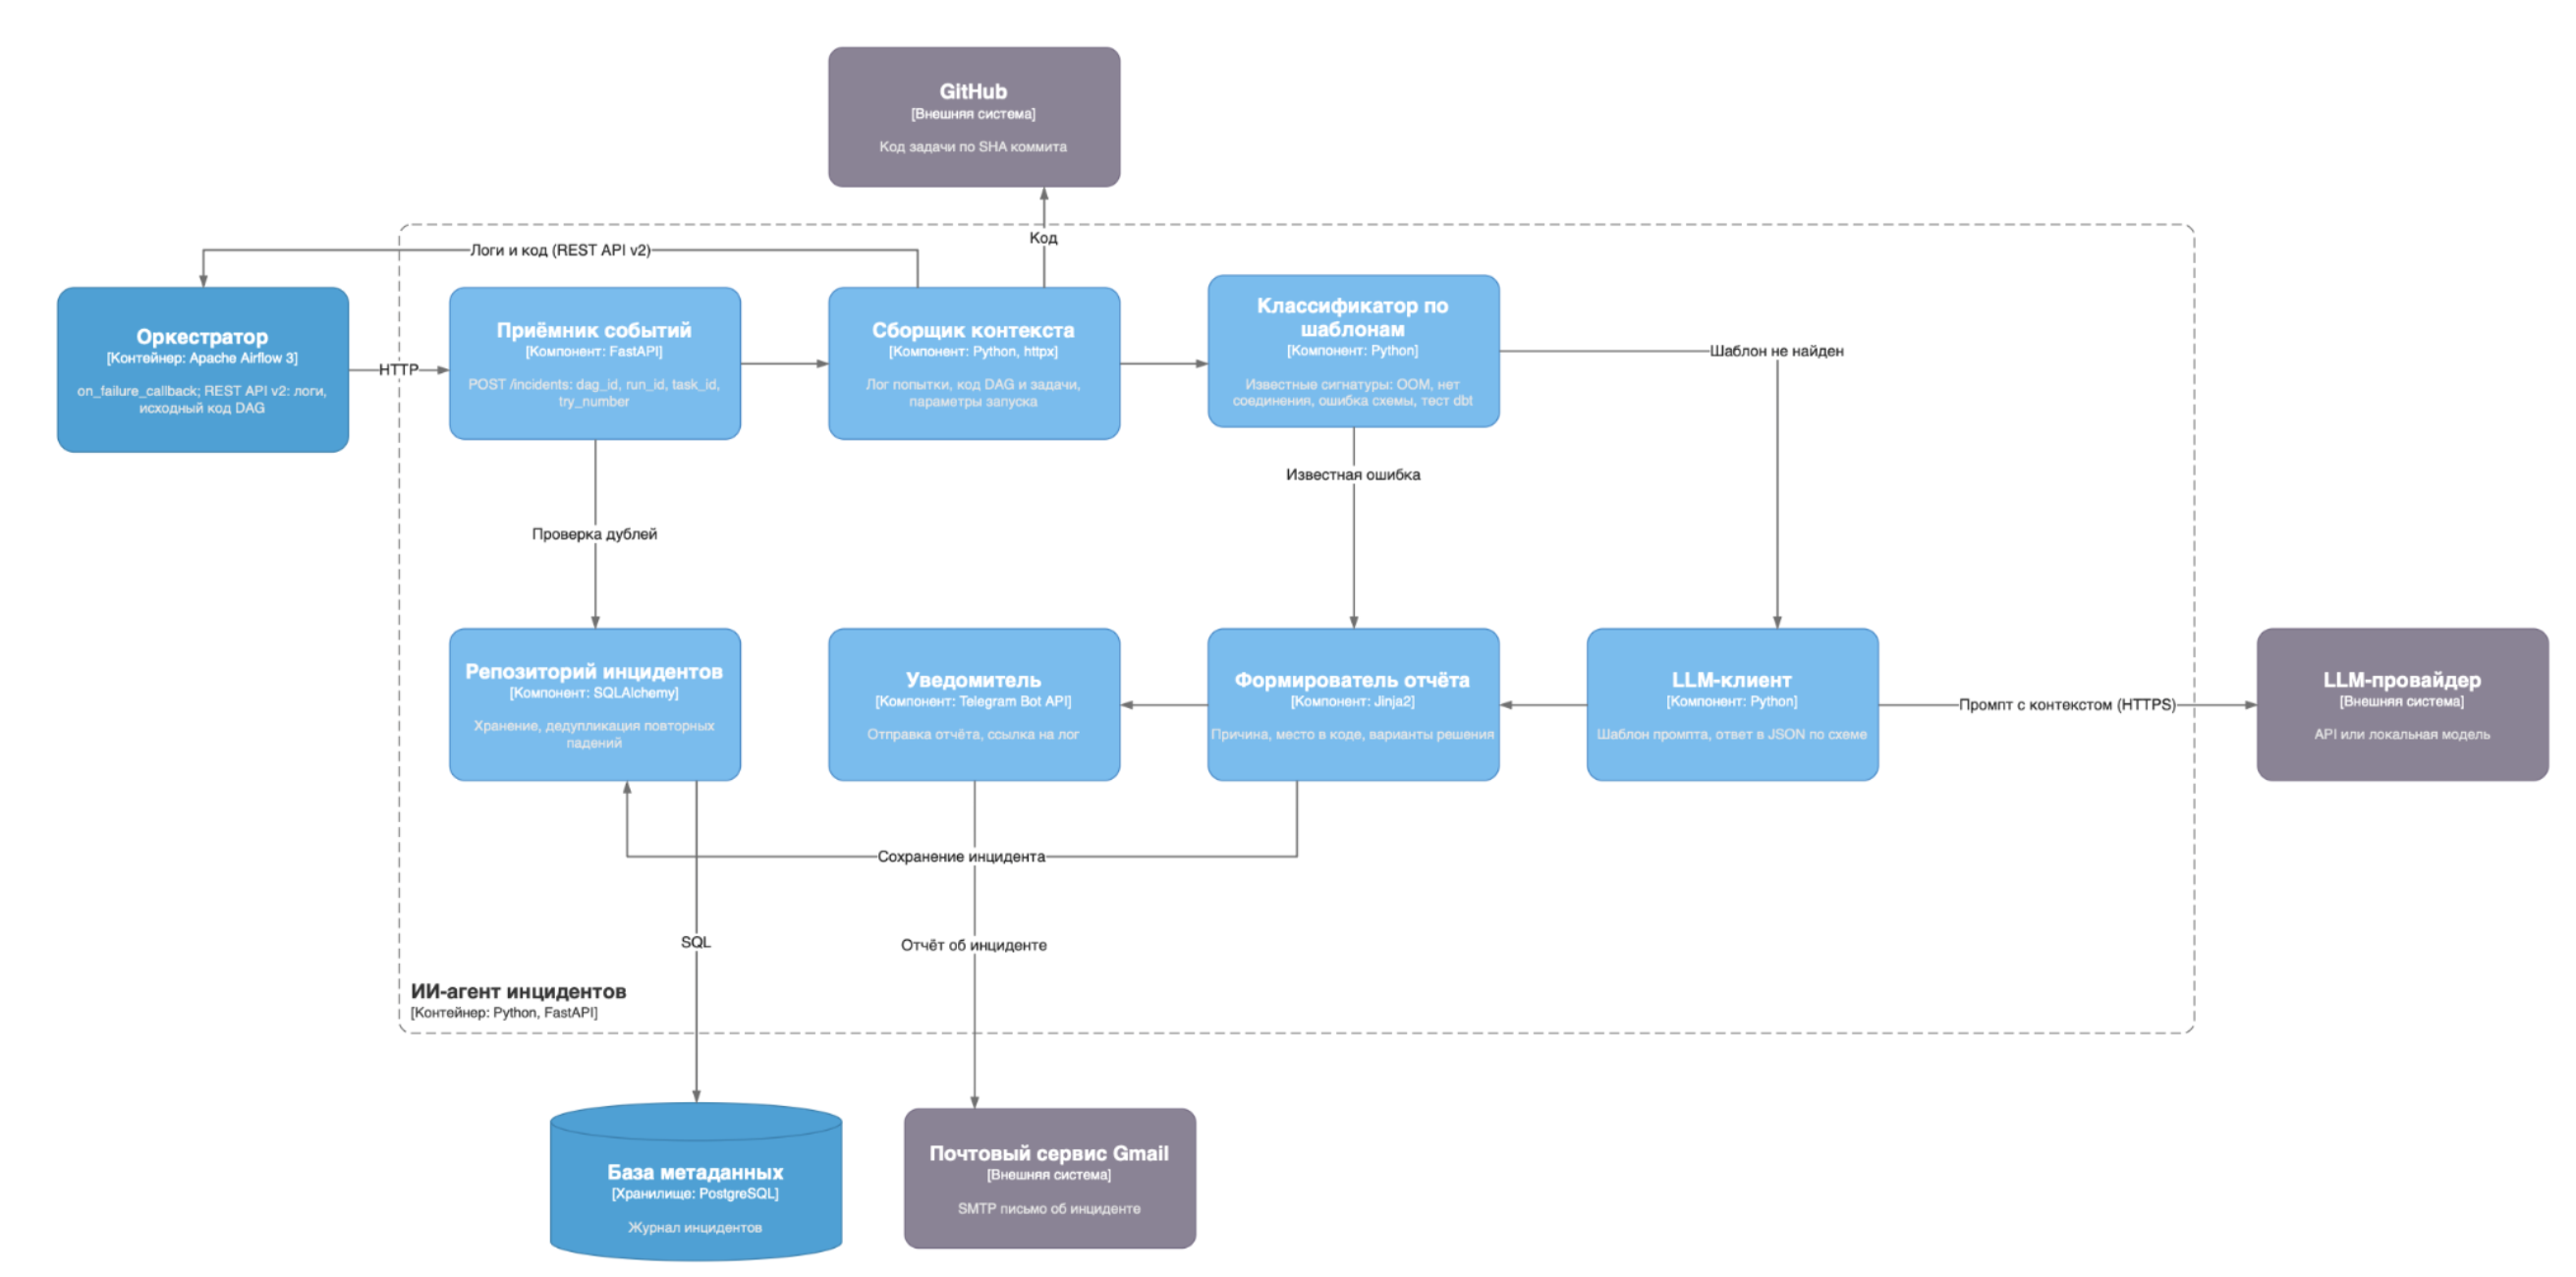 GitHub
[Внешняя система]
Код задачи по SHA коммита
Код
Логи и код (REST API v2)
Оркестратор
[Контейнер: Apache Airflow 3]
on_failure_callback; REST API v2: логи,
исходный код DAG
HTTP
Приёмник событий
[Компонент: FastAPI]
POST /incidents: dag_id, run_id, task_id,
try_number
Сборщик контекста
[Компонент: Python, httpx]
Лог попытки, код DAG и задачи,
параметры запуска
Классификатор по
шаблонам
[Компонент: Python]
Известные сигнатуры: OOM, нет
соединения, ошибка схемы, тест dbt
Шаблон не найден
Известная ошибка
Проверка дублей
Репозиторий инцидентов
[Компонент: SQLAlchemy]
Хранение, дедупликация повторных
падений
Уведомитель
[Компонент: Telegram Bot API]
Отправка отчёта, ссылка на лог
Формирователь отчёта
[Компонент: Jinja2]
Причина, место в коде, варианты решения
LLM-клиент
[Компонент: Python]
Шаблон промпта, ответ в JSON по схеме
Промпт с контекстом (HTTPS)
LLM-провайдер
[Внешняя система]
API или локальная модель
Сохранение инцидента
SQL
Отчёт об инциденте
ИИ-агент инцидентов
[Контейнер: Python, FastAPI]
База метаданных
[Хранилище: PostgreSQL]
Журнал инцидентов
Почтовый сервис Gmail
[Внешняя система]
SMTP письмо об инциденте